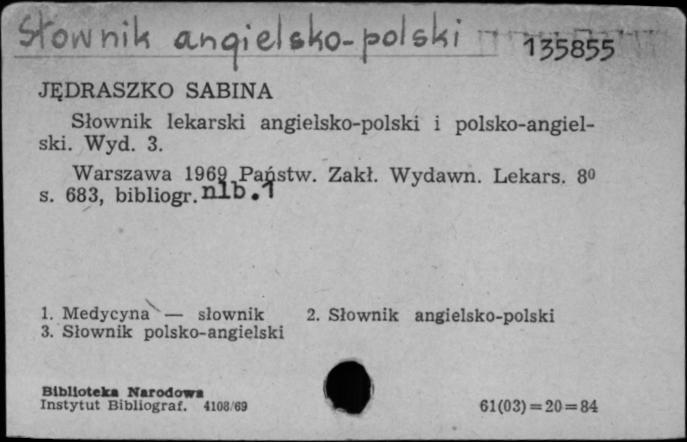 Słownik angielsko-polski 135855
JĘDRASZKO SABINA
Słownik lekarski angielsko-polski i polsko-angiel-
ski. Wyd. 3.
Warszawa 1969 Państw. Zakł. Wydawn. Lekars. 8⁰
s. 683, bibliogr. nlb.1
1. Medycyna — słownik 2. Słownik angielsko-polski
3. Słownik polsko-angielski
Biblioteka Narodowa
Instytut Bibliograf. 4108/69 61(03)=20=84